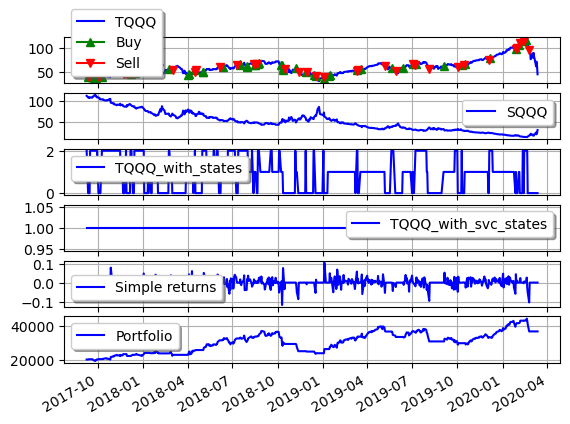 TQQQ
Buy
Sell
100
50
SQQQ
100
50
TQQQ_with_states
2
0
TQQQ_with_svc_states
1.05
1.00
0.95
Simple returns
0.1
0.0
−0.1
Portfolio
40000
20000
2017-10 2018-01 2018-04 2018-07 2018-10 2019-01 2019-04 2019-07 2019-10 2020-01 2020-04